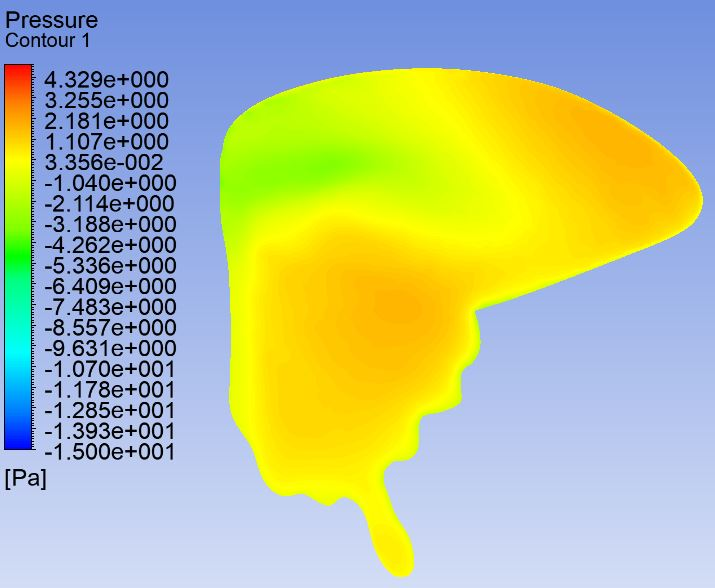 Pressure
Contour 1
4.329e+000
3.255e+000
2.181e+000
1.107e+000
3.356e-002
-1.040e+000
-2.114e+000
-3.188e+000
-4.262e+000
-5.336e+000
-6.409e+000
-7.483e+000
-8.557e+000
-9.631e+000
-1.070e+001
-1.178e+001
-1.285e+001
-1.393e+001
-1.500e+001
[Pa]